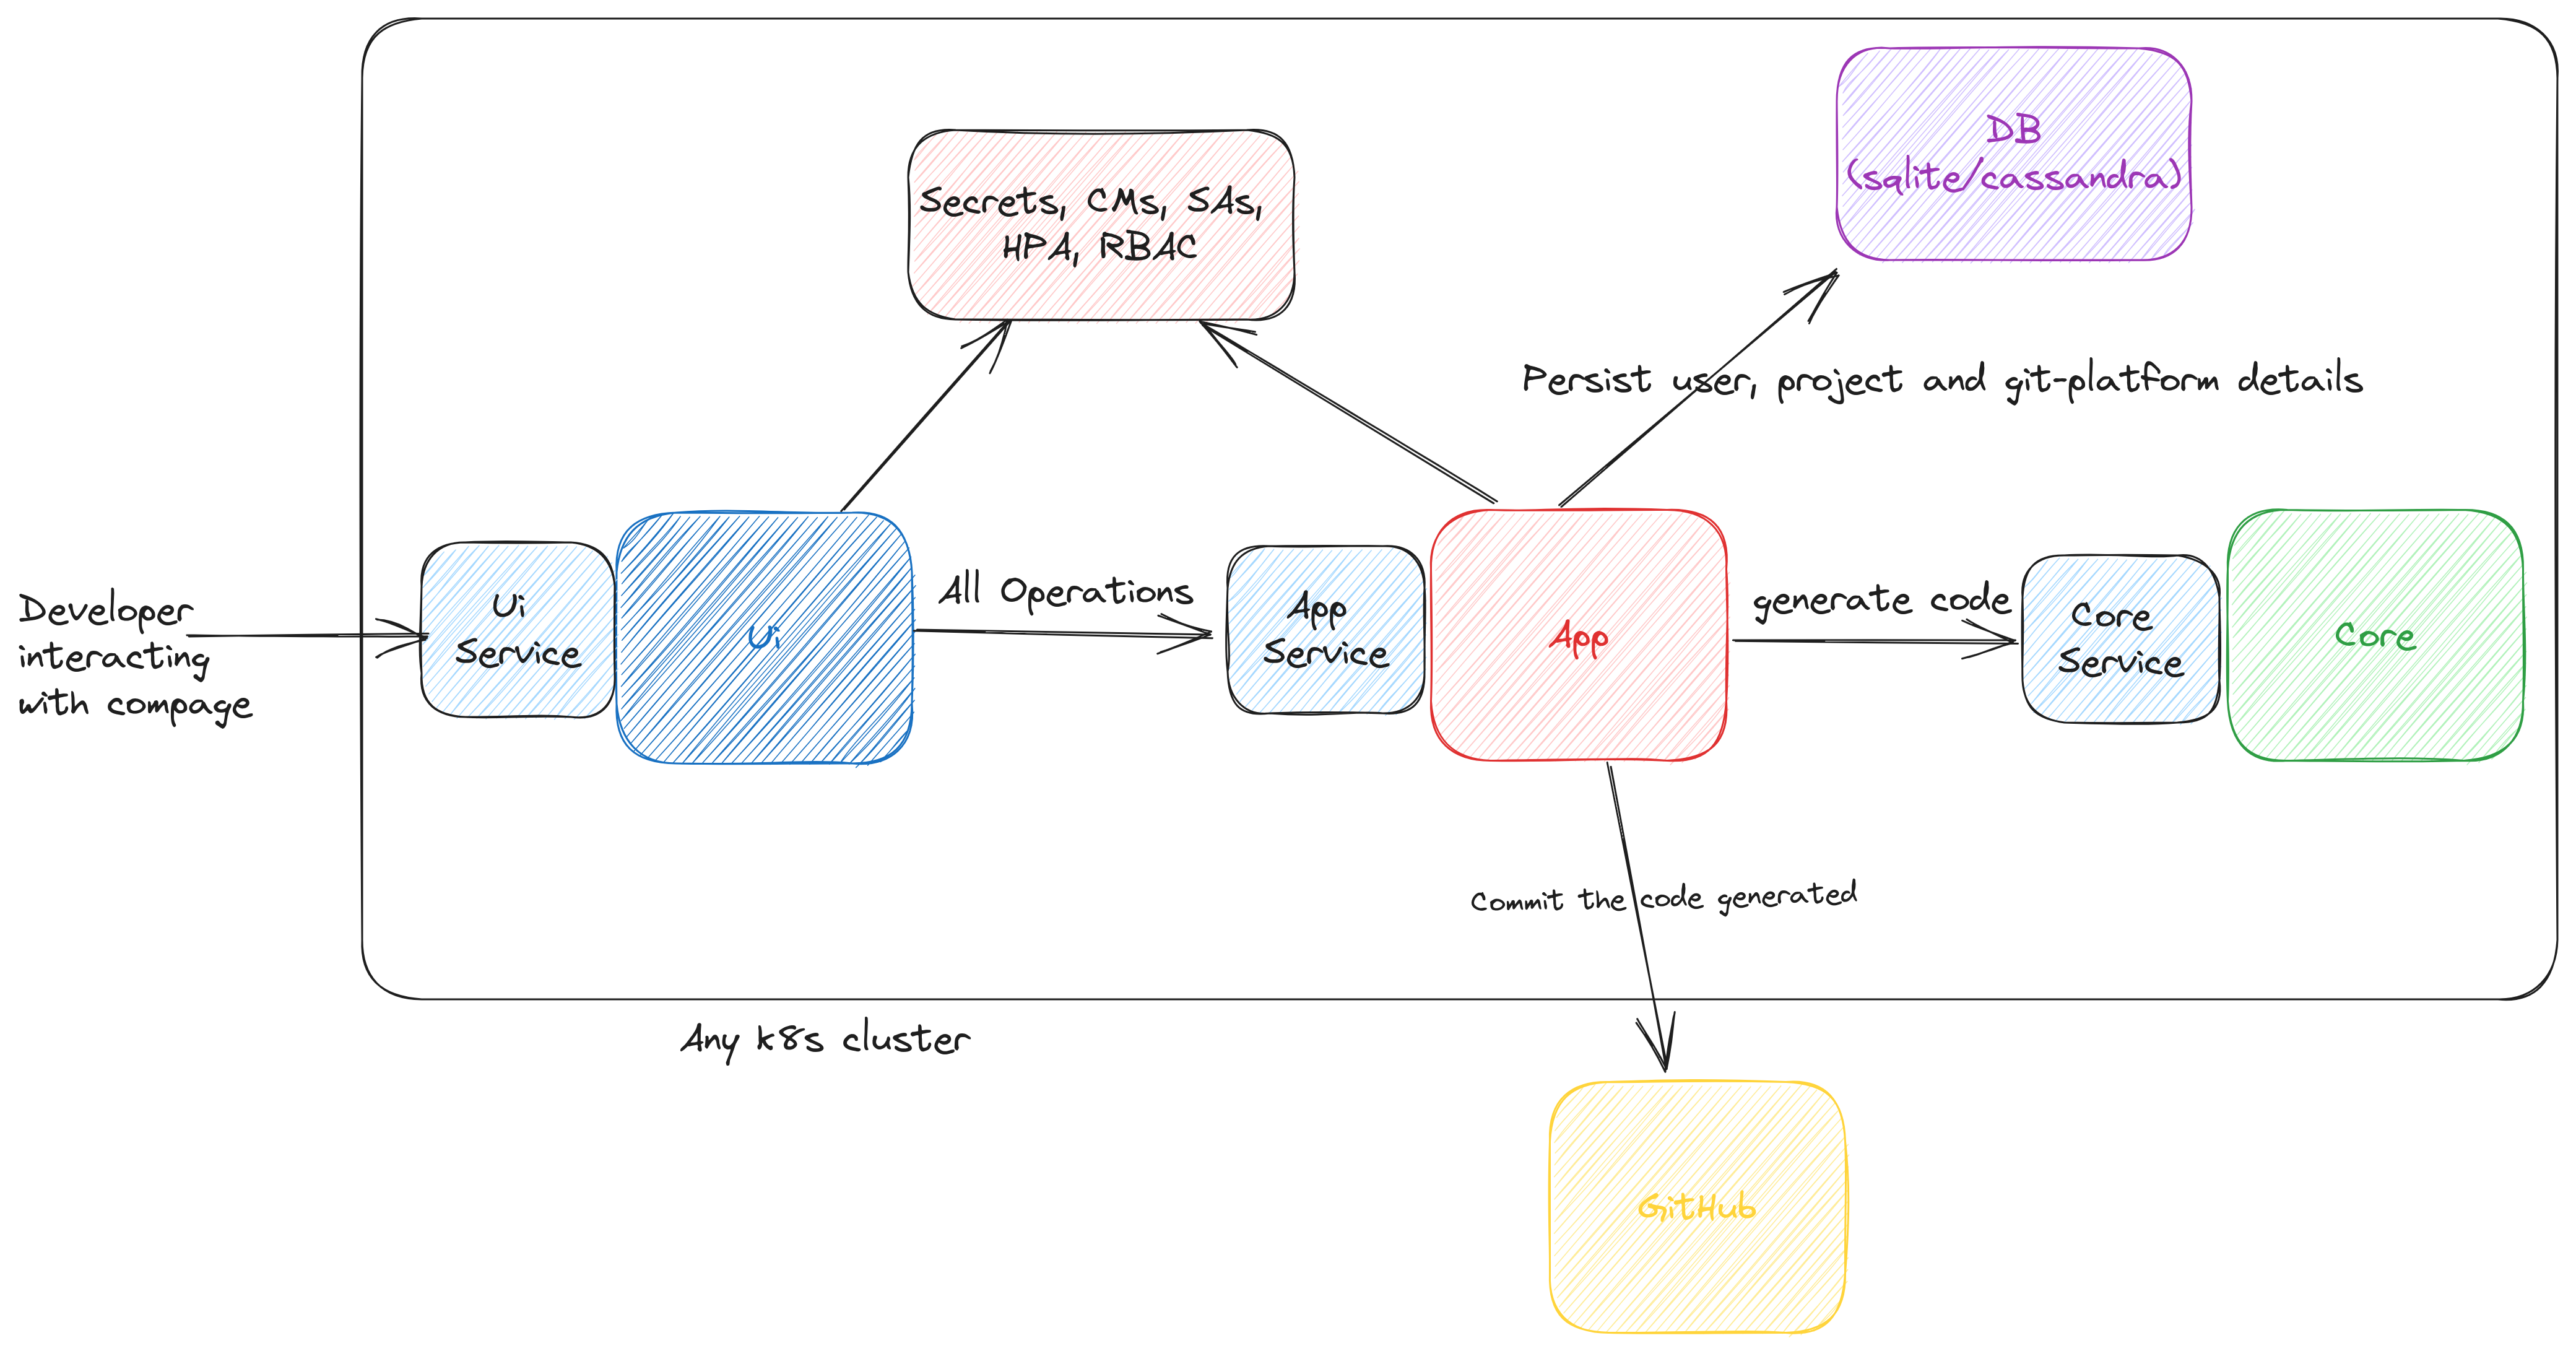 DB
(sqlite/cassandra)
Secrets, CMs, SAs,
HPA, RBAC
Persist user, project and git-platform details
Developer
interacting
with compage
Ui
Service
Ui
All Operations
App
Service
App
generate code
Core
Service
Core
Commit the code generated
Any k8s cluster
GitHub